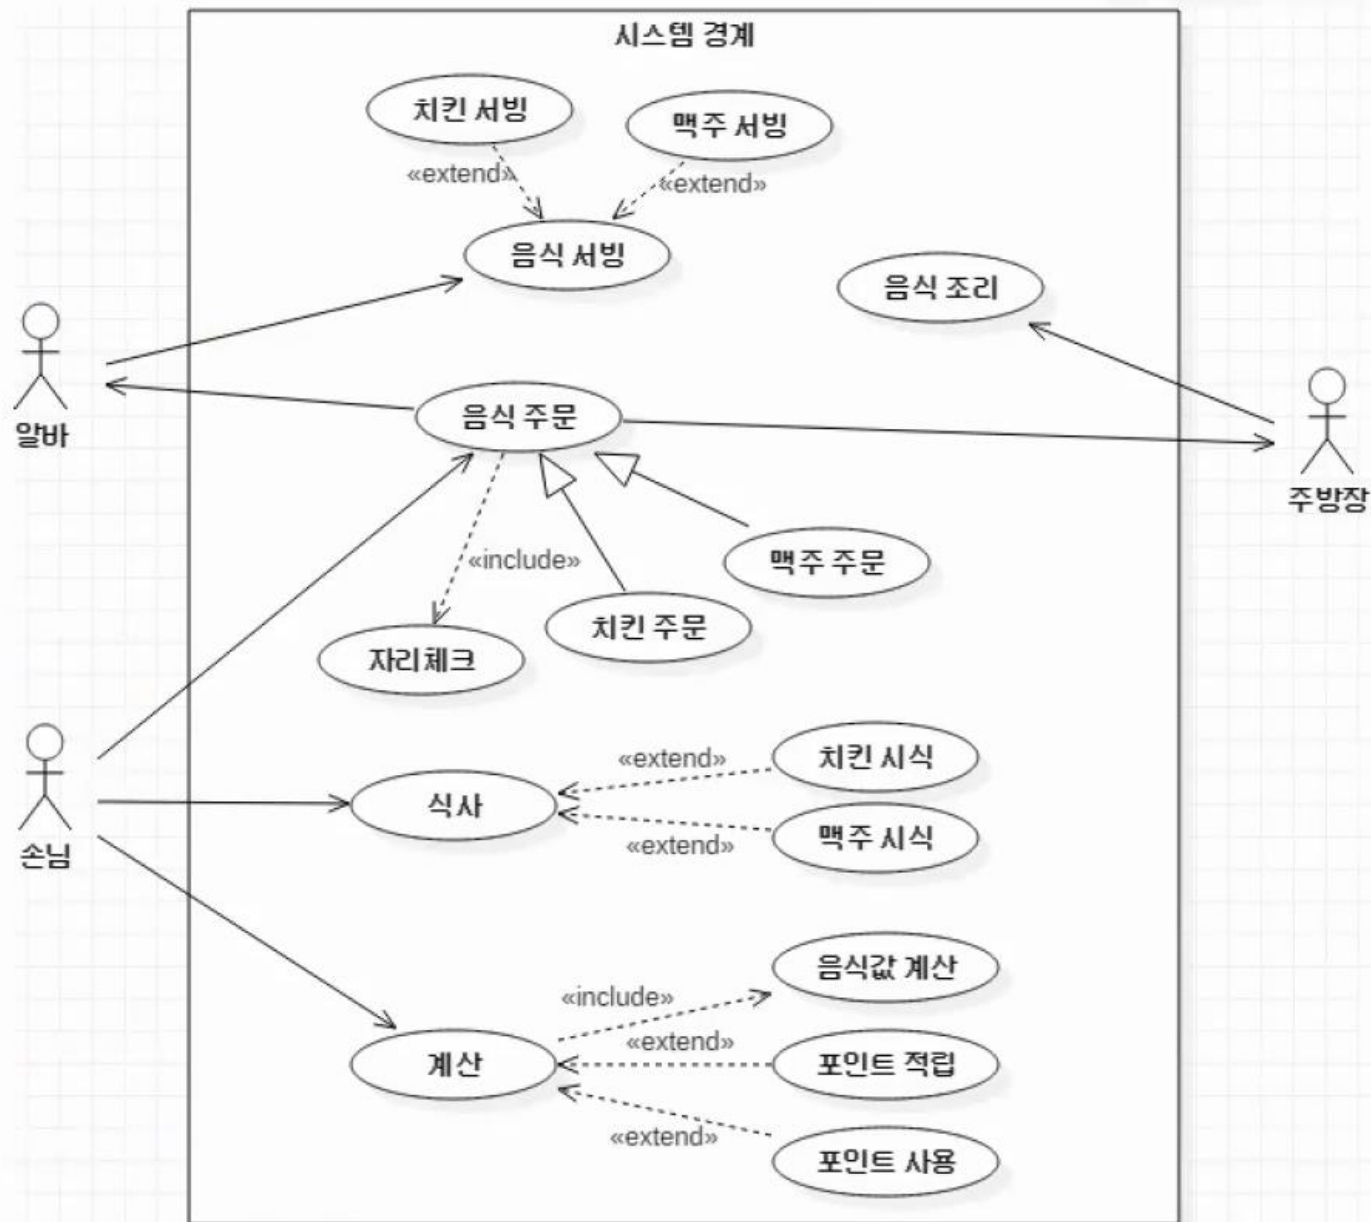 시스템 경계
치킨 서빙
맥주 서빙
«extend»
«extend»
음식 서빙
음식 조리
알바
음식 주문
주방장
«include»
맥주 주문
치킨 주문
자리체크
손님
«extend»
치킨 시식
식사
맥주 시식
«extend»
음식값 계산
«include»
«extend»
계산
포인트 적립
«extend»
포인트 사용